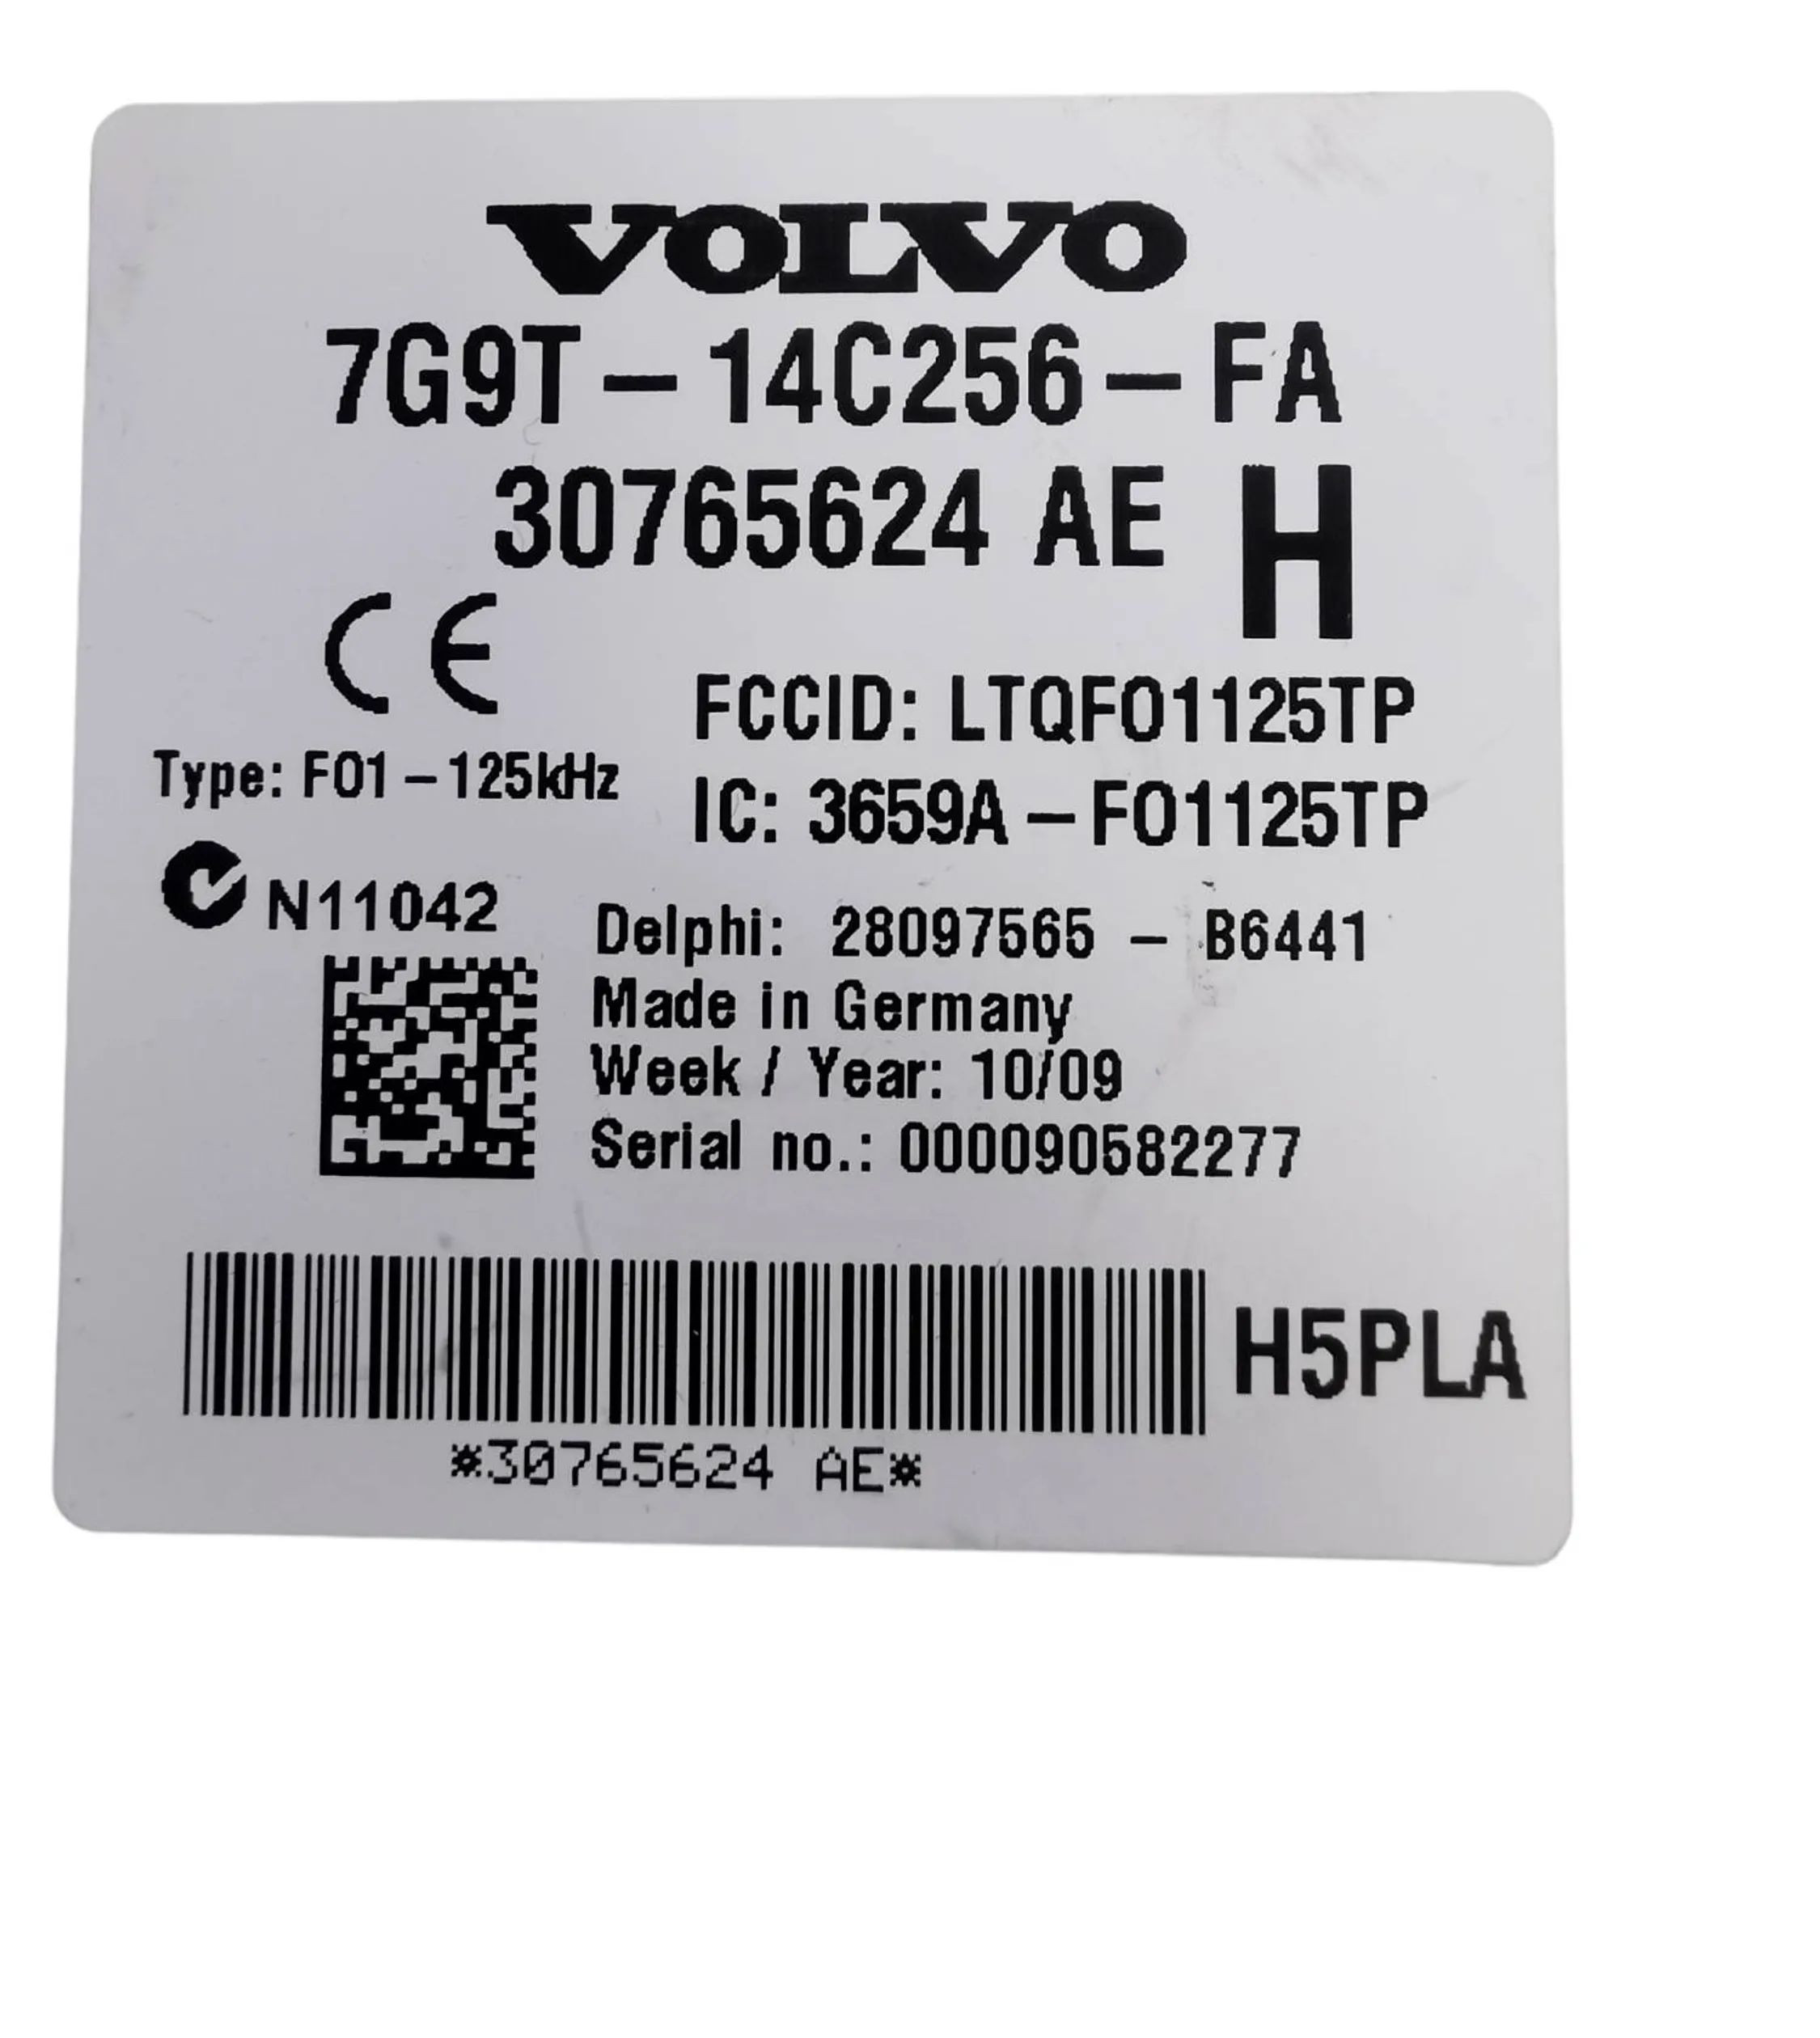 VOLVO
7G9T-14C256-FA
30765624 AE H
CE
FCCID: LTQFO1125TP
Type: FO1-125kHz
IC: 3659A-FO1125TP
N11042
Delphi: 28097565 - B6441
Made in Germany
Week / Year: 10/09
Serial no.: 000090582277
H5PLA
*30765624 AE*